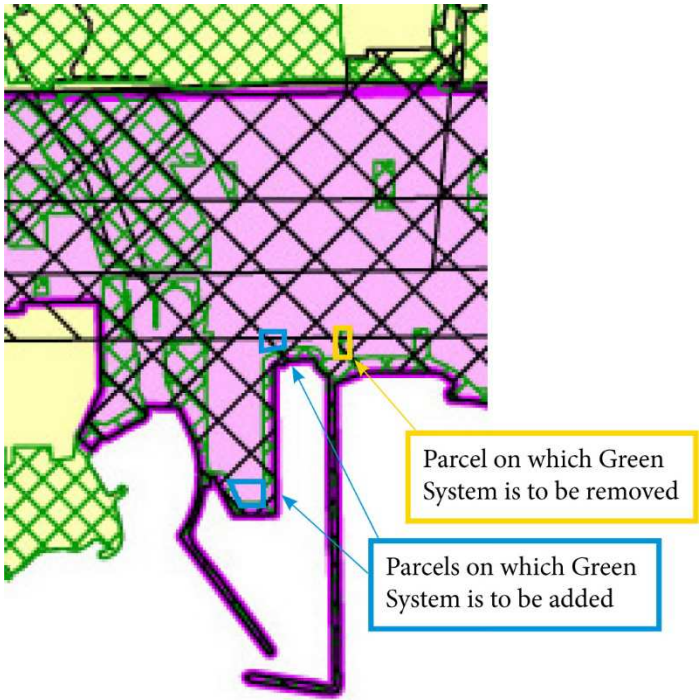 Parcel on which Green
System is to be removed
Parcels on which Green
System is to be added